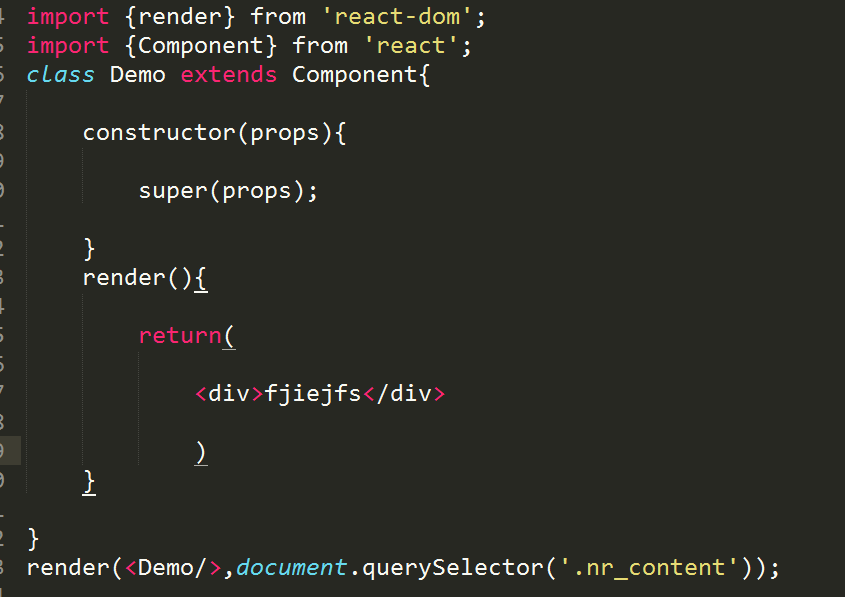 import {render} from 'react-dom';
import {Component} from 'react';
class Demo extends Component{
constructor(props){
super(props);
}
render(){
return(
<div>fjiejfs</div>
)
}
}
render(<Demo/>,document.querySelector('.nr_content'));